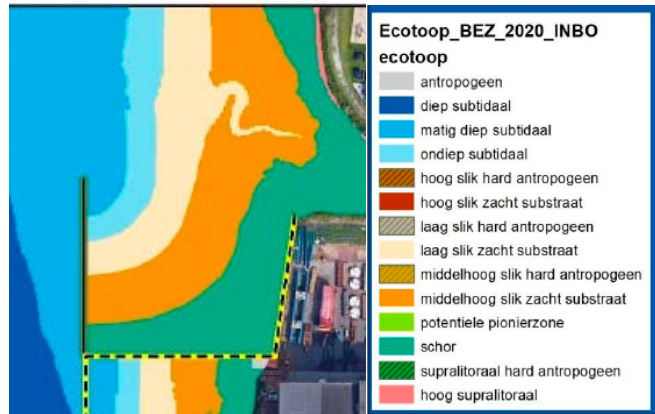 Ecotoop_BEZ_2020_INBO
ecotoop
antropogeen
diep subtidaal
matig diep subtidaal
ondiep subtidaal
hoog slik hard antropogeen
hoog slik zacht substraat
laag slik hard antropogeen
laag slik zacht substraat
middelhoog slik hard antropogeen
middelhoog slik zacht substraat
potentiele pionierzone
schor
supralitoraal hard antropogeen
hoog supralitoraal